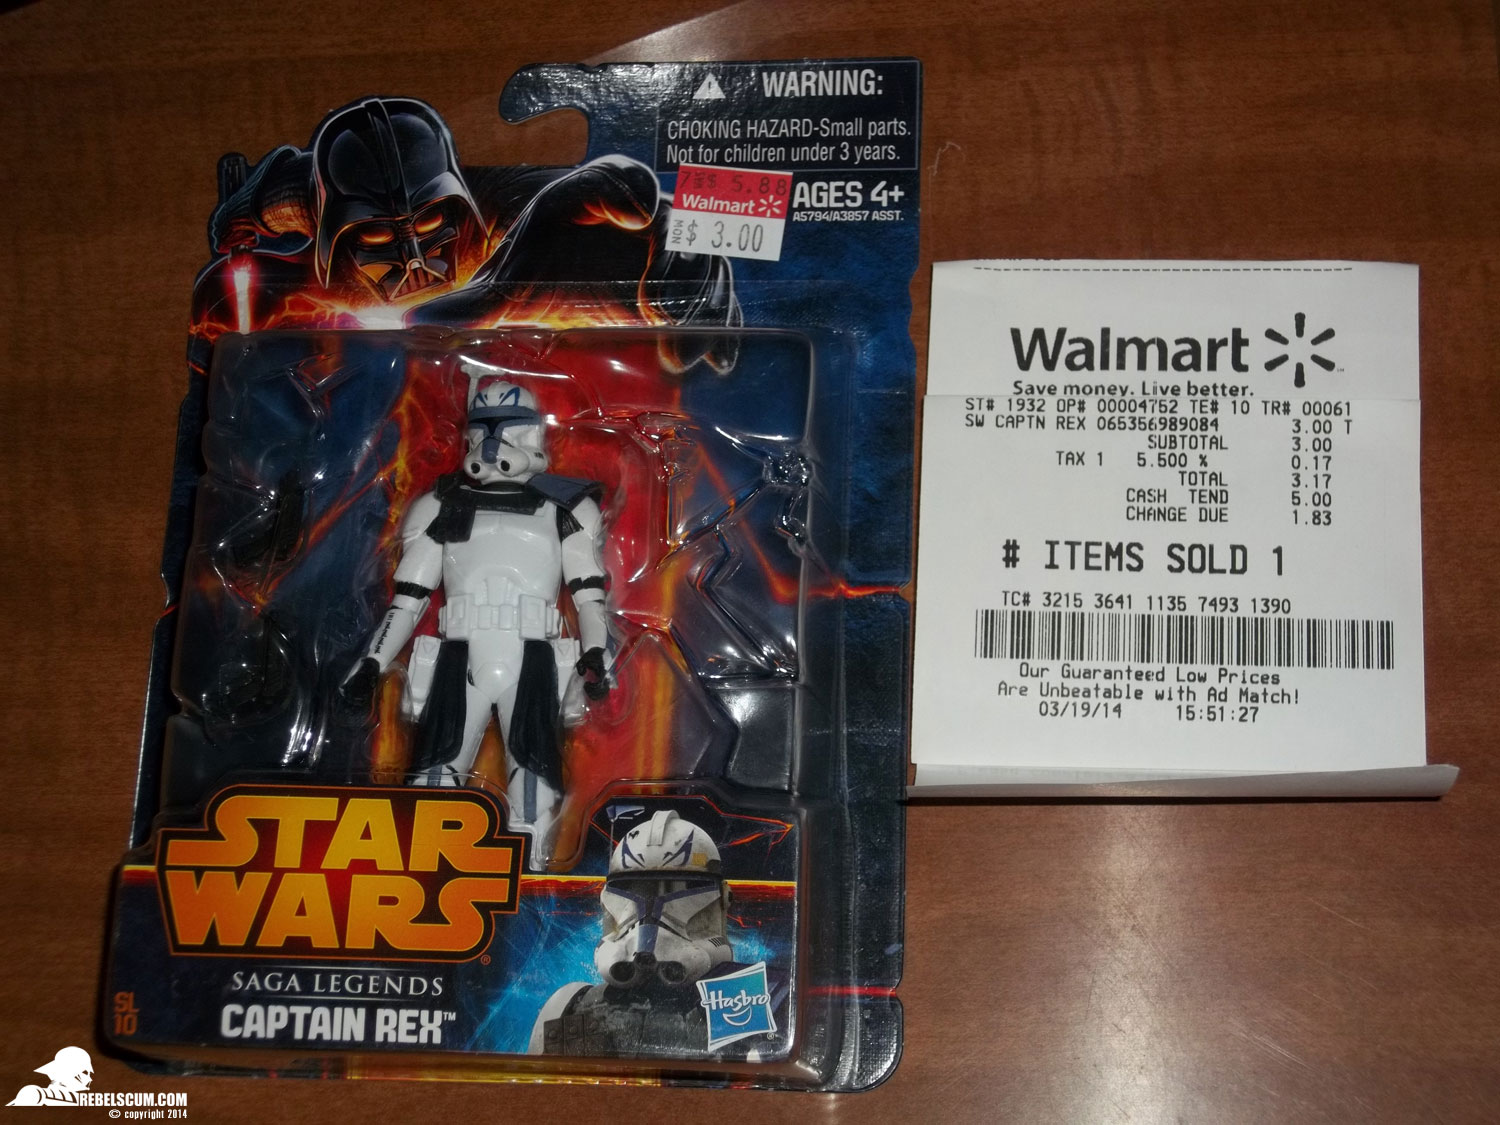 WARNING:
CHOKING HAZARD-Small parts.
Not for children under 3 years.
$ 5.88
Walmart
MON $ 3.00
AGES 4+
A5794/A3857 ASST.
STAR
WARS®
SAGA LEGENDS
CAPTAIN REX™
SL
10
Hasbro®
Walmart
Save money. Live better.
ST# 1932 OP# 00004752 TE# 10 TR# 00061
SW CAPTN REX 065356989084 3.00 T
SUBTOTAL 3.00
TAX 1 5.500 % 0.17
TOTAL 3.17
CASH TEND 5.00
CHANGE DUE 1.83
# ITEMS SOLD 1
TC# 3215 3641 1135 7493 1390
Our Guaranteed Low Prices
Are Unbeatable with Ad Match!
03/19/14 15:51:27
REBELSCUM.COM
© copyright 2014